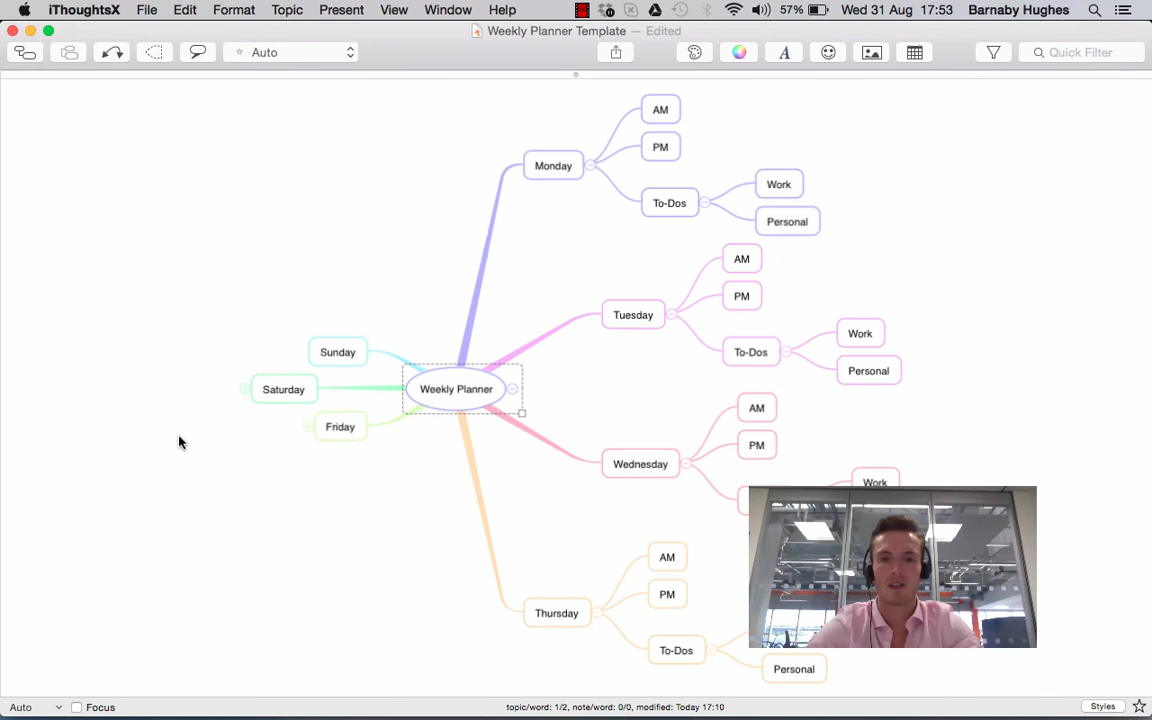 iThoughtsX File Edit Format Topic Present View Window Help 57% Wed 31 Aug 17:53 Barnaby Hughes
Weekly Planner Template — Edited
Auto
Quick Filter
AM
PM
Monday
To-Dos
Work
Personal
AM
PM
Tuesday
To-Dos
Work
Personal
Sunday
Saturday
Friday
Weekly Planner
AM
PM
Wednesday
Work
AM
PM
Thursday
To-Dos
Personal
Auto Focus topic/word: 1/2, note/word: 0/0, modified: Today 17:10 Styles